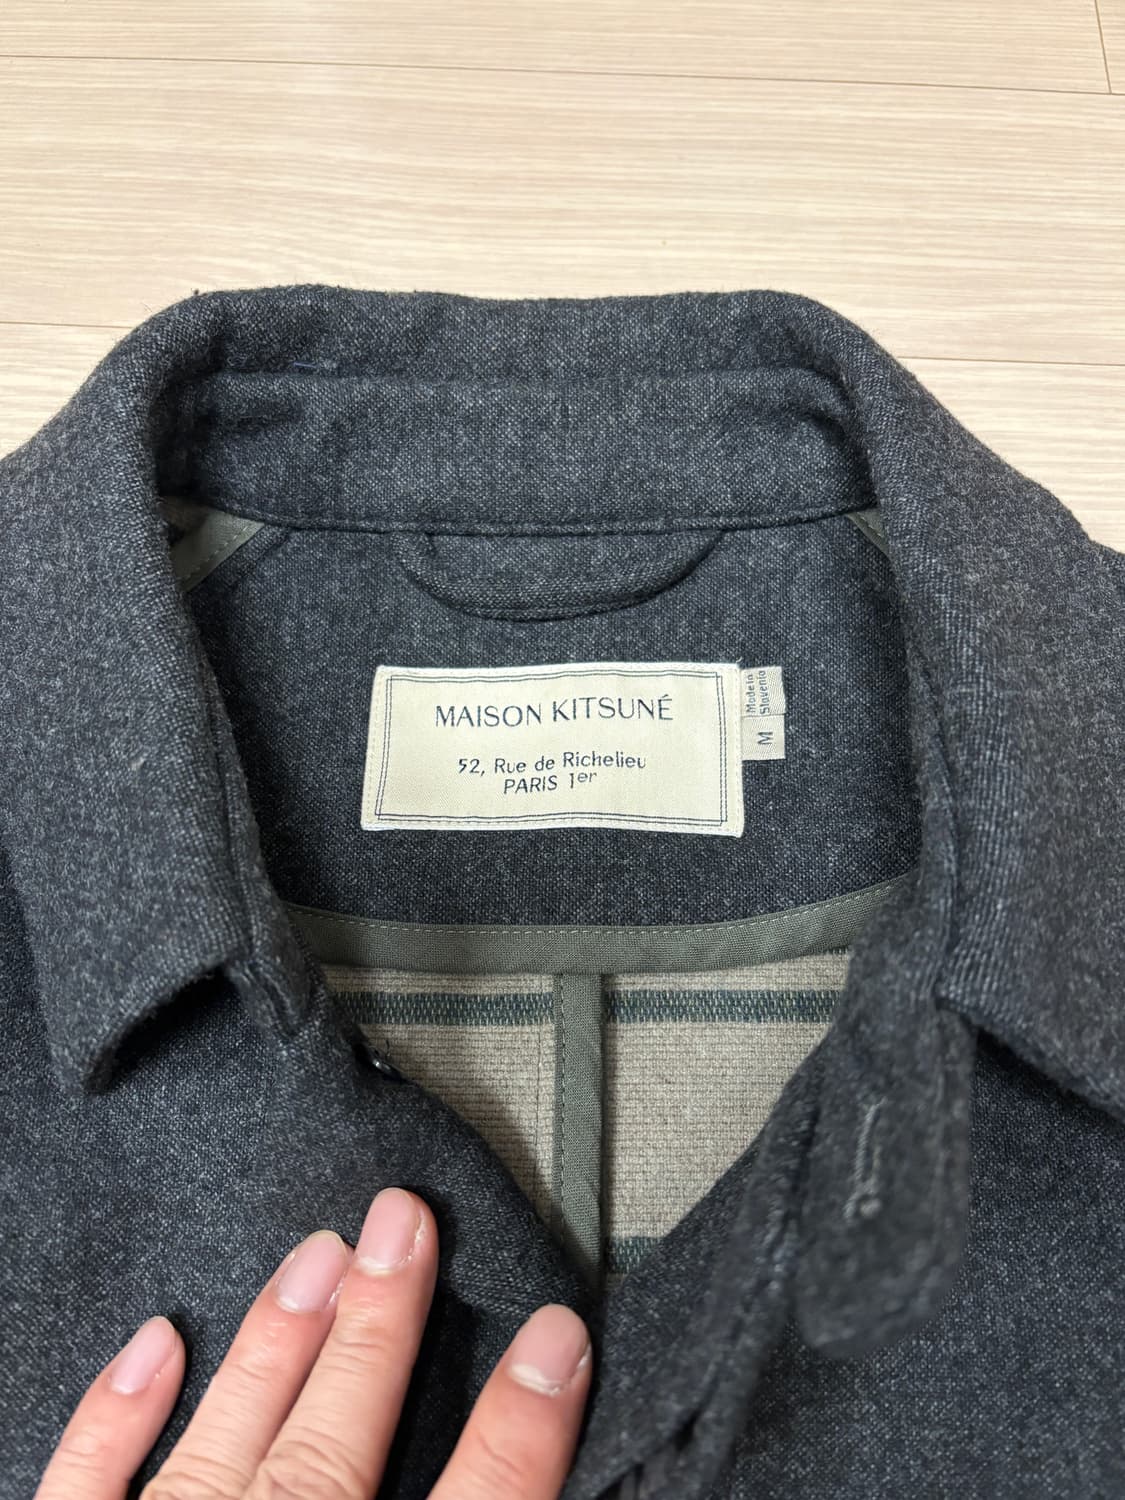 MAISON KITSUNÉ
52, Rue de Richelieu
PARIS 1er
Made in
Slovenia
M